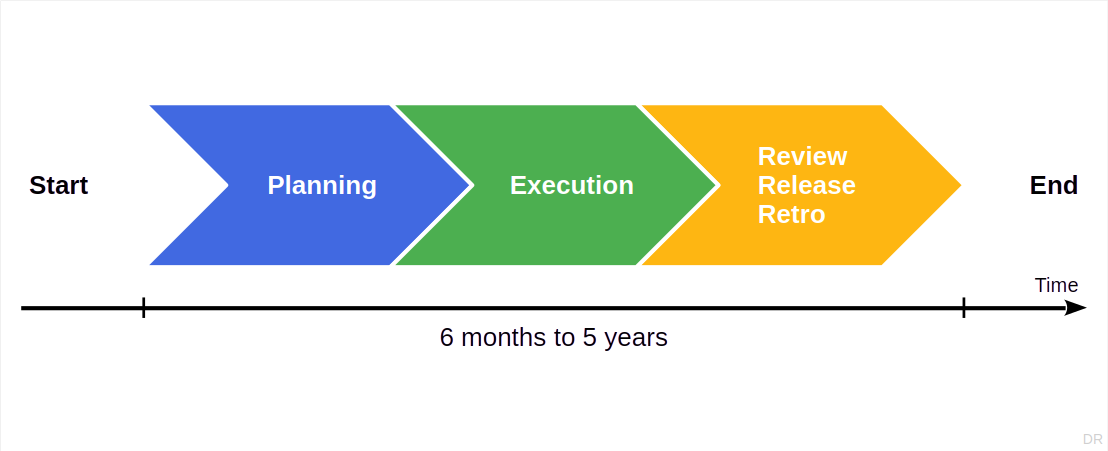 Start
Planning
Execution
Review
Release
Retro
End
Time
6 months to 5 years
DR